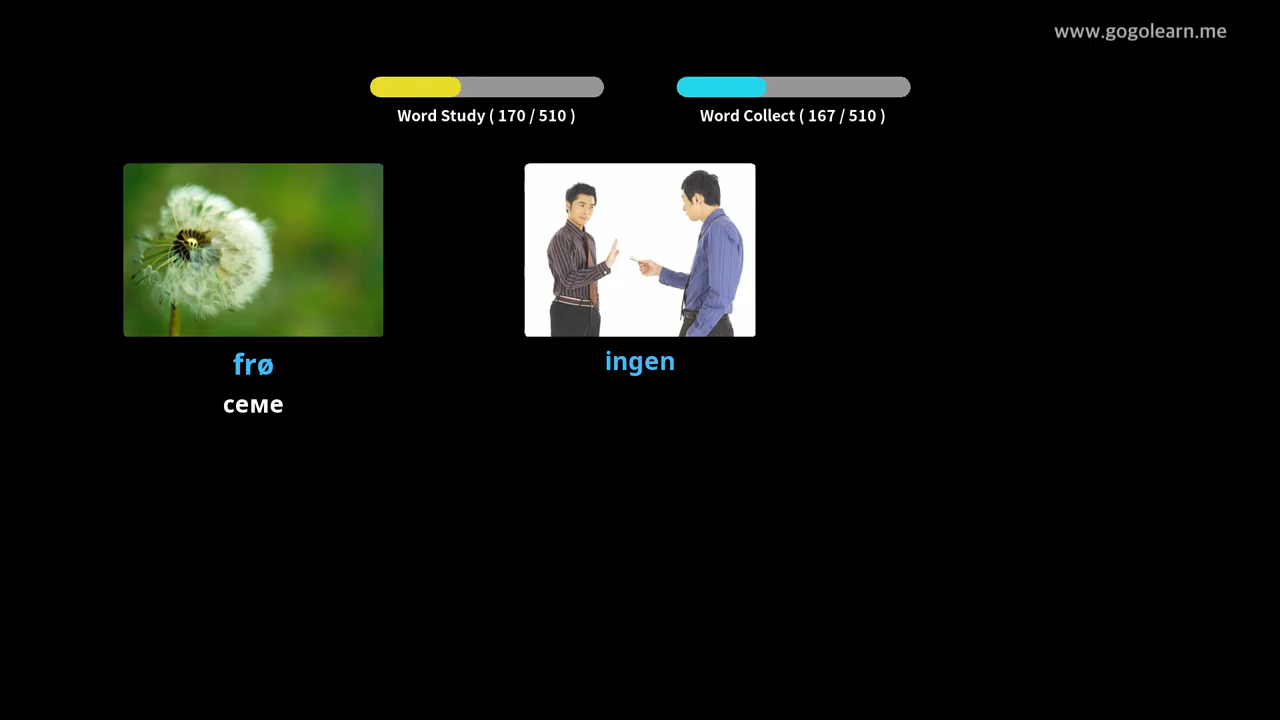 www.gogolearn.me
Word Study ( 170 / 510 )
Word Collect ( 167 / 510 )
frø
ingen
семе